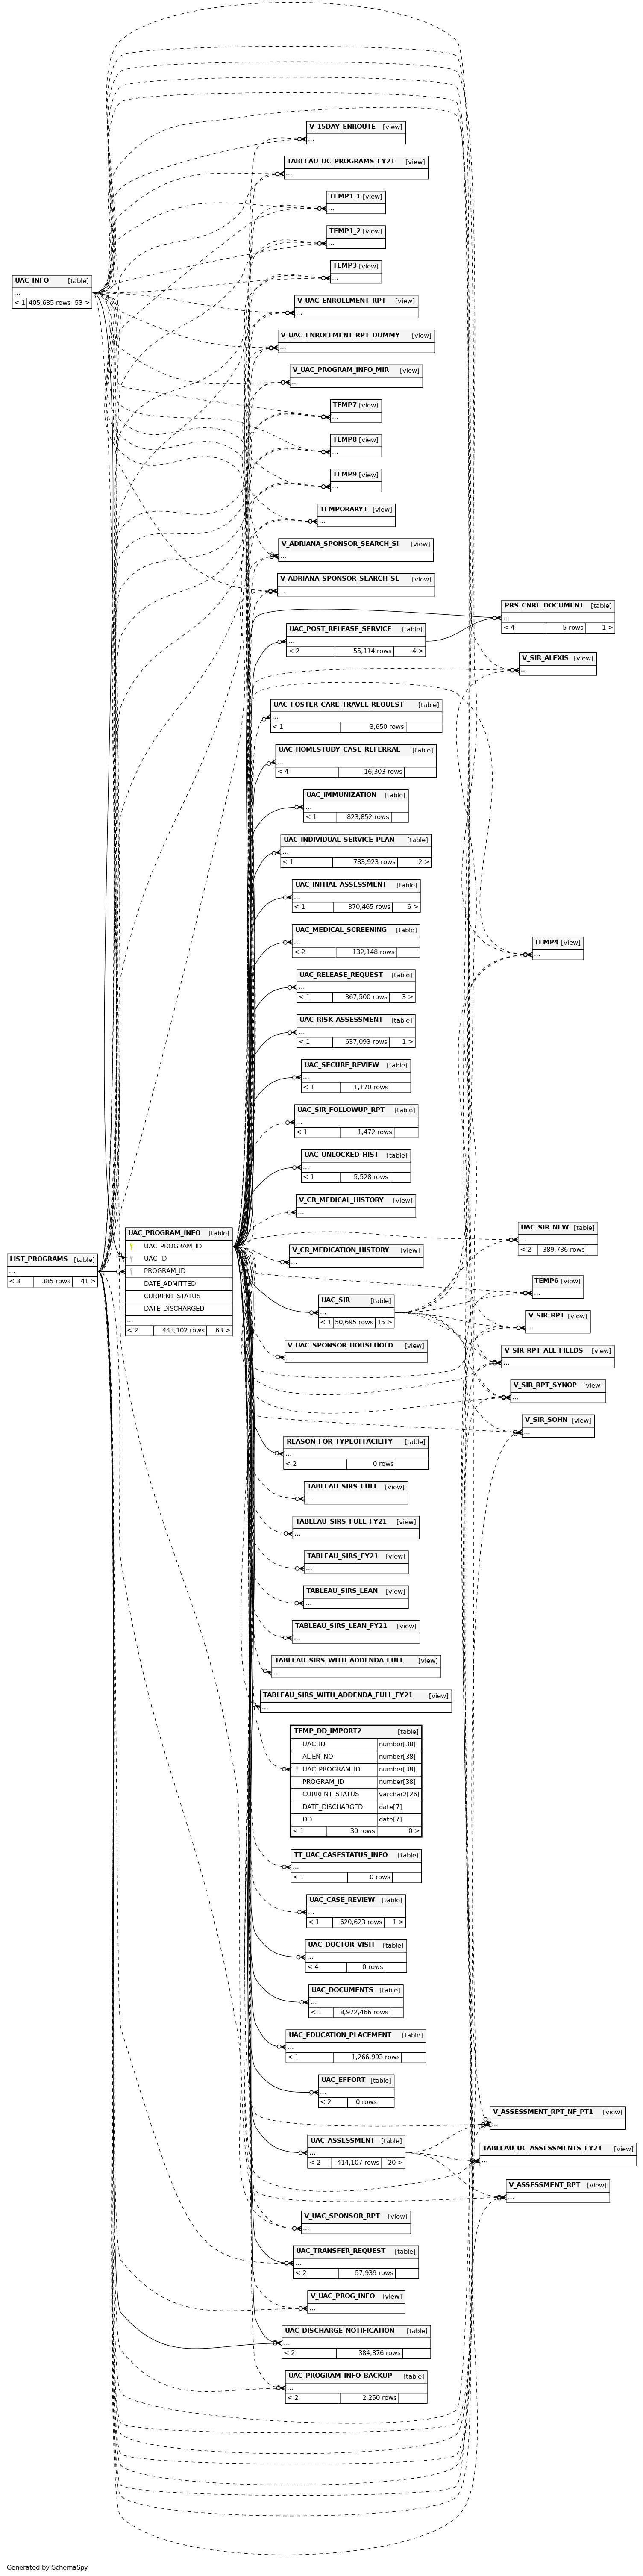 V_15DAY_ENROUTE [view]
...
TABLEAU_UC_PROGRAMS_FY21 [view]
...
TEMP1_1 [view]
...
TEMP1_2 [view]
...
TEMP3 [view]
...
UAC_INFO [table]
...
< 1 405,635 rows 53 >
V_UAC_ENROLLMENT_RPT [view]
...
V_UAC_ENROLLMENT_RPT_DUMMY [view]
...
V_UAC_PROGRAM_INFO_MIR [view]
...
TEMP7 [view]
...
TEMP8 [view]
...
TEMP9 [view]
...
TEMPORARY1 [view]
...
V_ADRIANA_SPONSOR_SEARCH_SI [view]
...
V_ADRIANA_SPONSOR_SEARCH_SL [view]
...
PRS_CNRE_DOCUMENT [table]
...
< 4 5 rows 1 >
UAC_POST_RELEASE_SERVICE [table]
...
< 2 55,114 rows 4 >
V_SIR_ALEXIS [view]
...
UAC_FOSTER_CARE_TRAVEL_REQUEST [table]
...
< 1 3,650 rows
UAC_HOMESTUDY_CASE_REFERRAL [table]
...
< 4 16,303 rows
UAC_IMMUNIZATION [table]
...
< 1 823,852 rows
UAC_INDIVIDUAL_SERVICE_PLAN [table]
...
< 1 783,923 rows 2 >
UAC_INITIAL_ASSESSMENT [table]
...
< 1 370,465 rows 6 >
UAC_MEDICAL_SCREENING [table]
...
< 2 132,148 rows
TEMP4 [view]
...
UAC_RELEASE_REQUEST [table]
...
< 1 367,500 rows 3 >
UAC_RISK_ASSESSMENT [table]
...
< 1 637,093 rows 1 >
UAC_SECURE_REVIEW [table]
...
< 1 1,170 rows
UAC_SIR_FOLLOWUP_RPT [table]
...
< 1 1,472 rows
UAC_UNLOCKED_HIST [table]
...
< 1 5,528 rows
V_CR_MEDICAL_HISTORY [view]
...
UAC_PROGRAM_INFO [table]
UAC_PROGRAM_ID
UAC_ID
PROGRAM_ID
DATE_ADMITTED
CURRENT_STATUS
DATE_DISCHARGED
...
< 2 443,102 rows 63 >
UAC_SIR_NEW [table]
...
< 2 389,736 rows
LIST_PROGRAMS [table]
...
< 3 385 rows 41 >
V_CR_MEDICATION_HISTORY [view]
...
TEMP6 [view]
...
UAC_SIR [table]
...
< 1 50,695 rows 15 >
V_SIR_RPT [view]
...
V_UAC_SPONSOR_HOUSEHOLD [view]
...
V_SIR_RPT_ALL_FIELDS [view]
...
V_SIR_RPT_SYNOP [view]
...
V_SIR_SOHN [view]
...
REASON_FOR_TYPEOFFACILITY [table]
...
< 2 0 rows
TABLEAU_SIRS_FULL [view]
...
TABLEAU_SIRS_FULL_FY21 [view]
...
TABLEAU_SIRS_FY21 [view]
...
TABLEAU_SIRS_LEAN [view]
...
TABLEAU_SIRS_LEAN_FY21 [view]
...
TABLEAU_SIRS_WITH_ADDENDA_FULL [view]
...
TABLEAU_SIRS_WITH_ADDENDA_FULL_FY21 [view]
...
TEMP_DD_IMPORT2 [table]
UAC_ID number[38]
ALIEN_NO number[38]
UAC_PROGRAM_ID number[38]
PROGRAM_ID number[38]
CURRENT_STATUS varchar2[26]
DATE_DISCHARGED date[7]
DD date[7]
< 1 30 rows 0 >
TT_UAC_CASESTATUS_INFO [table]
...
< 1 0 rows
UAC_CASE_REVIEW [table]
...
< 1 620,623 rows 1 >
UAC_DOCTOR_VISIT [table]
...
< 4 0 rows
UAC_DOCUMENTS [table]
...
< 1 8,972,466 rows
UAC_EDUCATION_PLACEMENT [table]
...
< 1 1,266,993 rows
UAC_EFFORT [table]
...
< 2 0 rows
V_ASSESSMENT_RPT_NF_PT1 [view]
...
UAC_ASSESSMENT [table]
...
< 2 414,107 rows 20 >
TABLEAU_UC_ASSESSMENTS_FY21 [view]
...
V_ASSESSMENT_RPT [view]
...
V_UAC_SPONSOR_RPT [view]
...
UAC_TRANSFER_REQUEST [table]
...
< 2 57,939 rows
V_UAC_PROG_INFO [view]
...
UAC_DISCHARGE_NOTIFICATION [table]
...
< 2 384,876 rows
UAC_PROGRAM_INFO_BACKUP [table]
...
< 2 2,250 rows
Generated by SchemaSpy